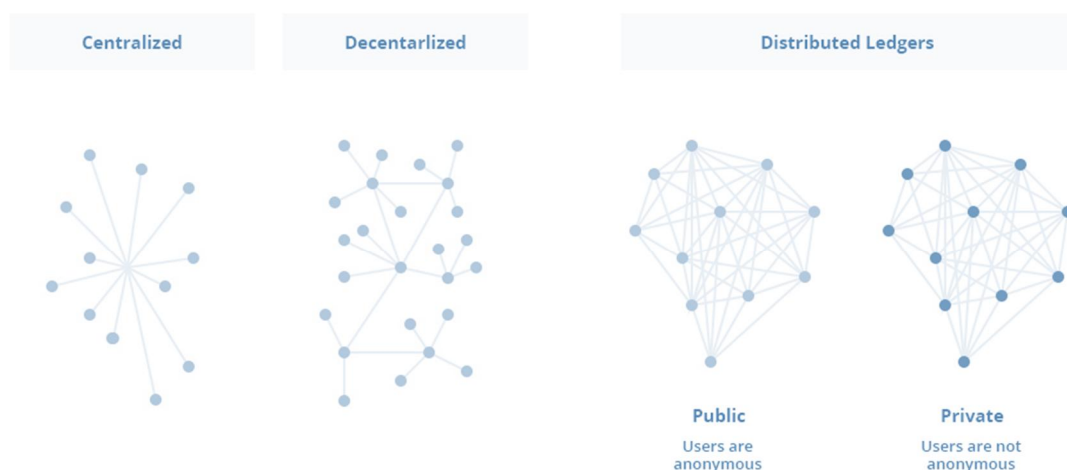 Centralized
Decentarlized
Distributed Ledgers
Public
Private
Users are
anonymous
Users are not
anonymous